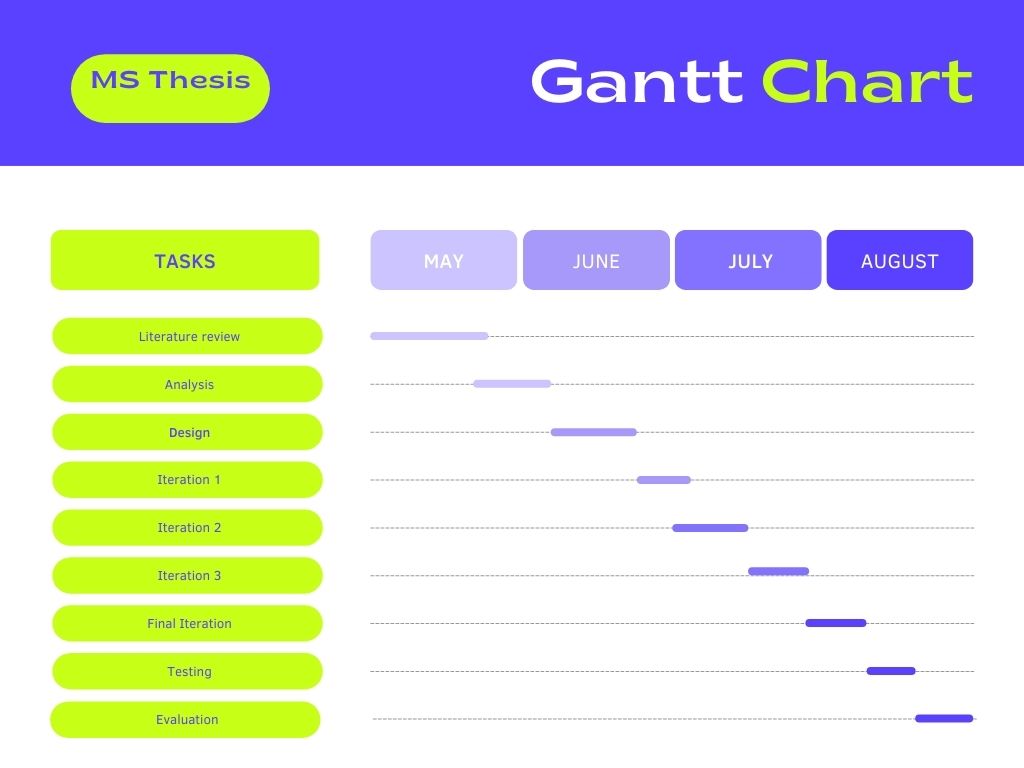 MS Thesis
Gantt Chart
TASKS
MAY
JUNE
JULY
AUGUST
Literature review
Analysis
Design
Iteration 1
Iteration 2
Iteration 3
Final Iteration
Testing
Evaluation